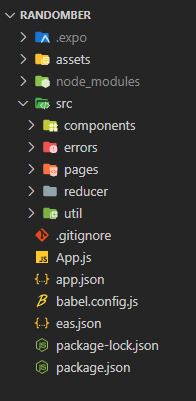 RANDOMBER
.expo
assets
node_modules
src
components
errors
pages
reducer
util
.gitignore
App.js
app.json
babel.config.js
eas.json
package-lock.json
package.json